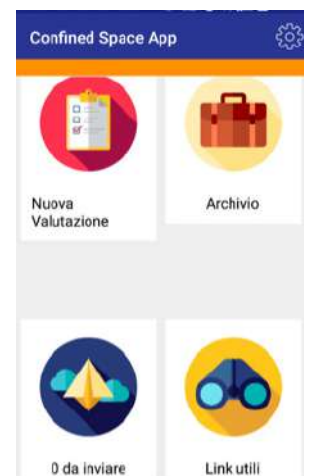 Confined Space App
Nuova
Valutazione
Archivio
0 da inviare
Link utili